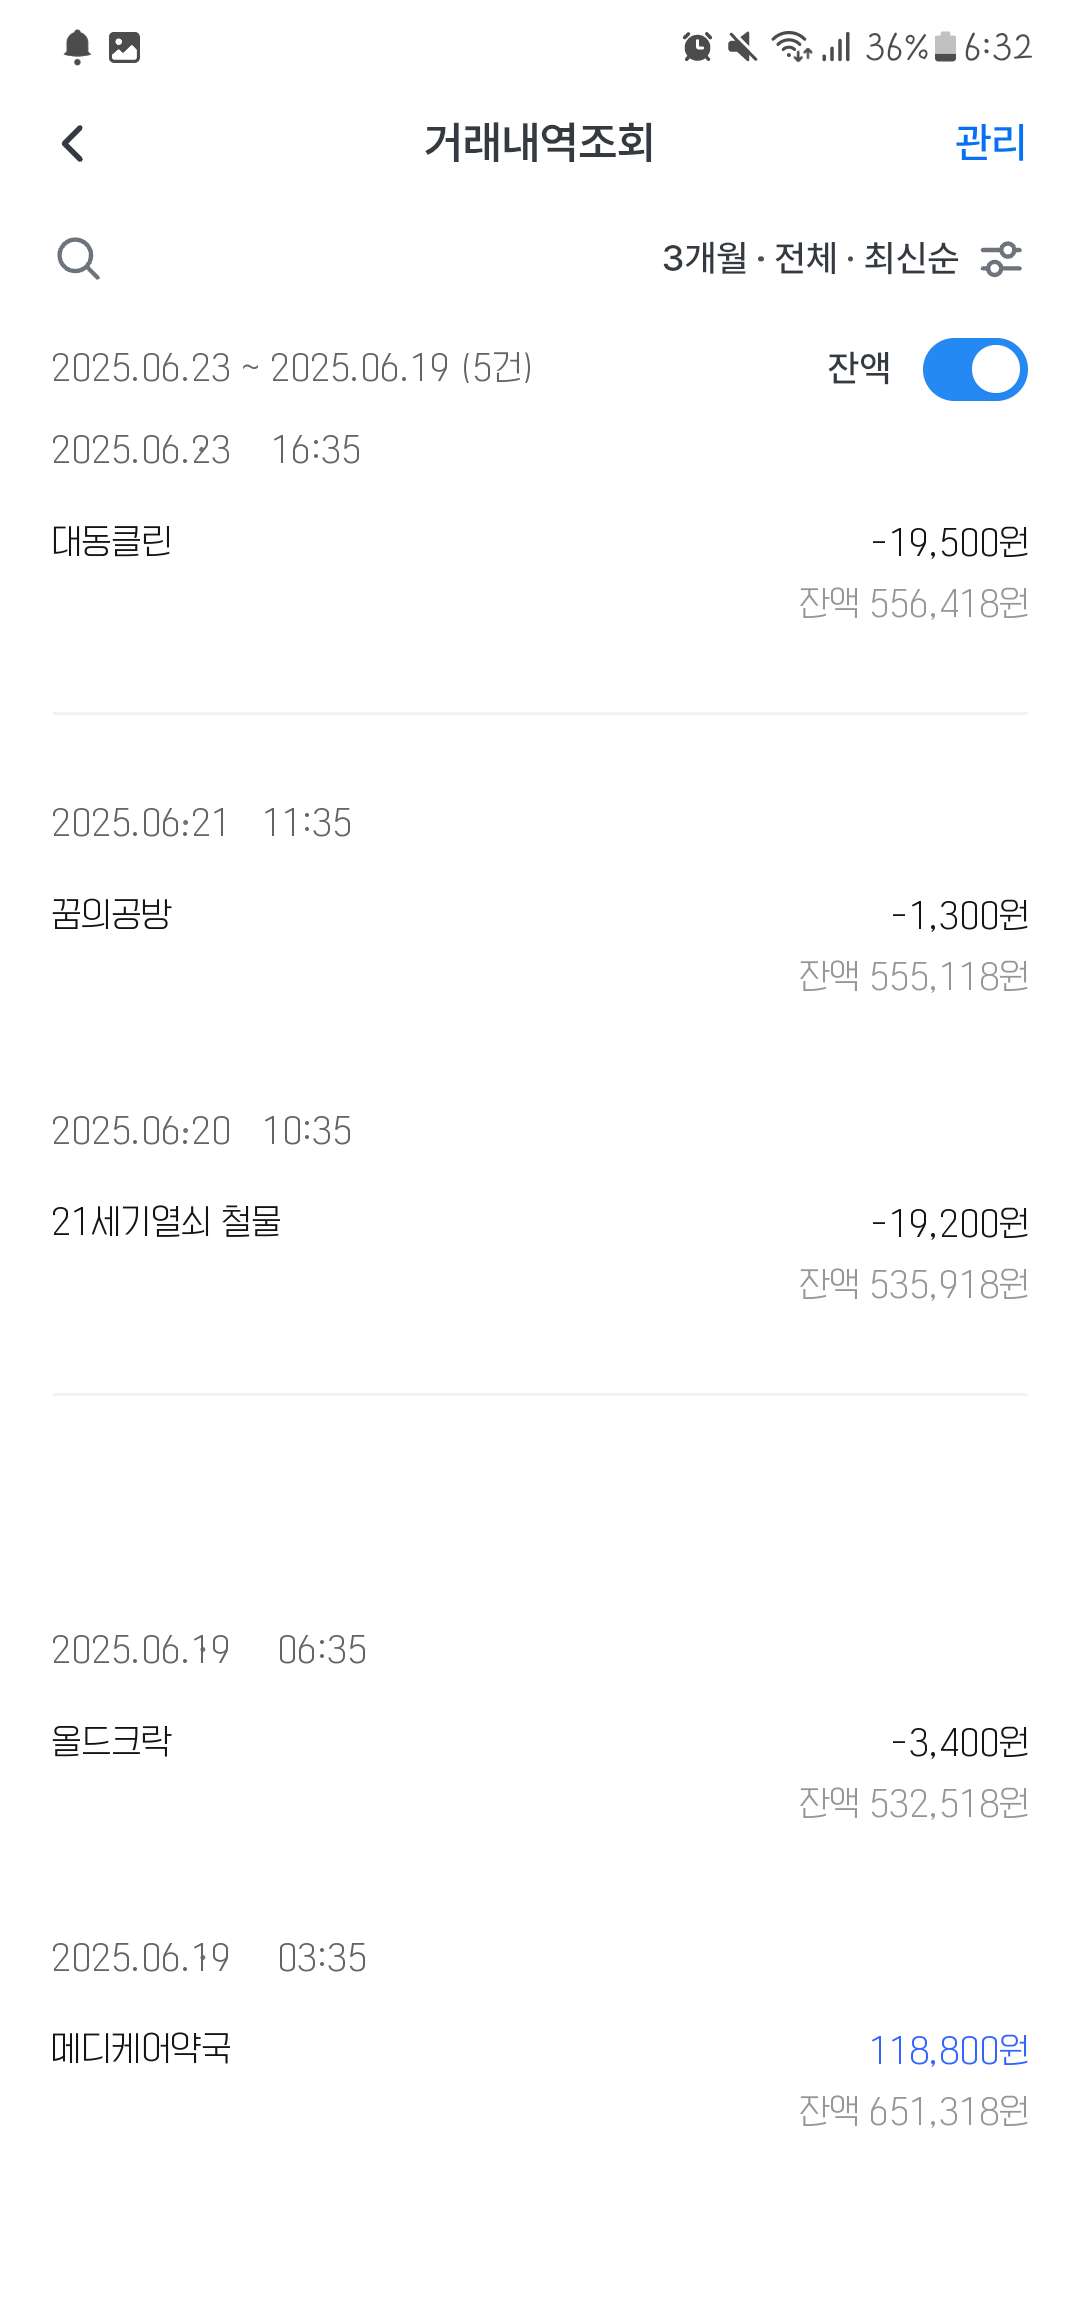 36% 6:32
거래내역조회 관리
3개월 · 전체 · 최신순
2025.06.23 ~ 2025.06.19 (5건) 잔액
2025.06.23 16:35
대동클린 -19,500원
잔액 556,418원
2025.06.21 11:35
꿈의공방 -1,300원
잔액 555,118원
2025.06.20 10:35
21세기열쇠 철물 -19,200원
잔액 535,918원
2025.06.19 06:35
올드크락 -3,400원
잔액 532,518원
2025.06.19 03:35
메디케어약국 118,800원
잔액 651,318원